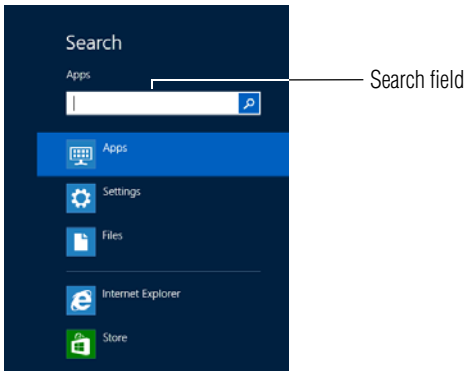 Search
Apps
Search field
Apps
Settings
Files
Internet Explorer
Store